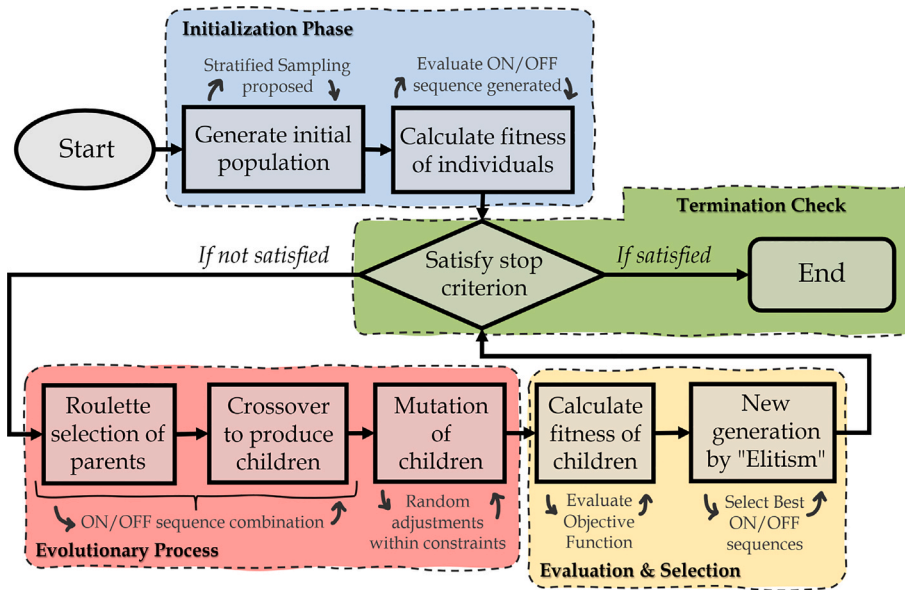 Initialization Phase
Stratified Sampling
proposed
Evaluate ON/OFF
sequence generated
Start
Generate initial
population
Calculate fitness
of individuals
Termination Check
If not satisfied
Satisfy stop
criterion
If satisfied
End
Roulette
selection of
parents
Crossover
to produce
children
Mutation
of
children
Calculate
fitness of
children
New
generation
by "Elitism"
ON/OFF sequence combination
Random
adjustments
within constraints
Evaluate
Objective
Function
Select Best
ON/OFF
sequences
Evolutionary Process
Evaluation & Selection